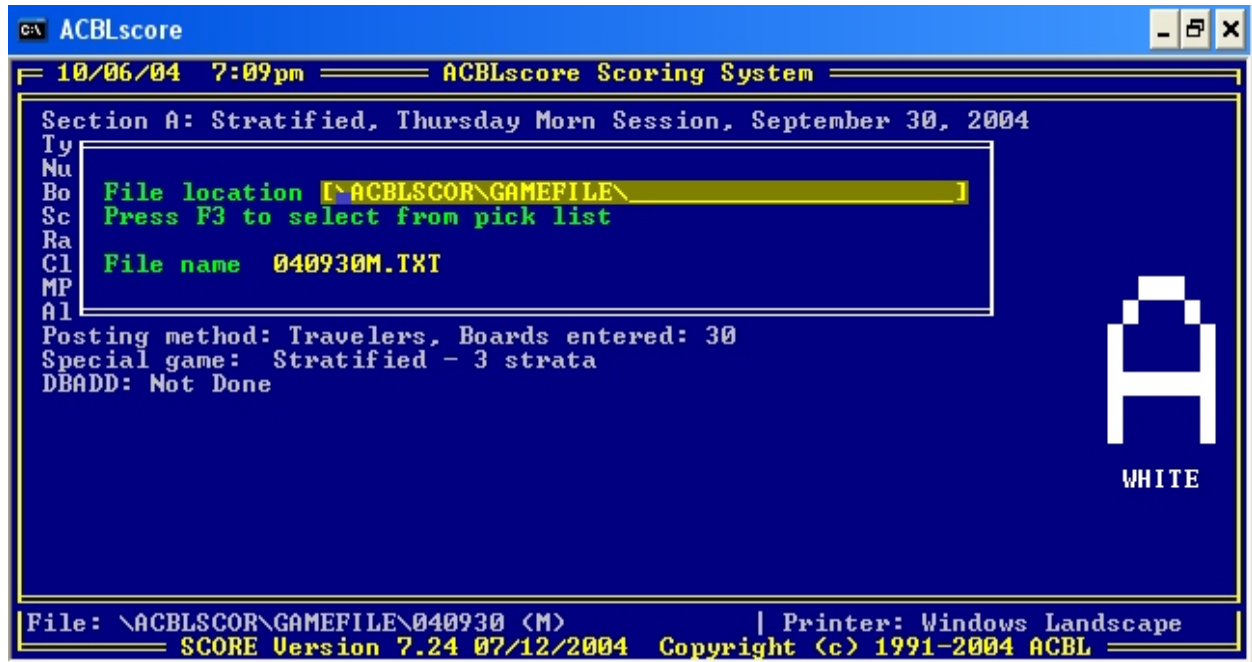 ACBLscore
10/06/04 7:09pm ACBLscore Scoring System
Section A: Stratified, Thursday Morn Session, September 30, 2004
Ty
Nu
Bo File location [\ACBLSCOR\GAMEFILE\______________________]
Sc Press F3 to select from pick list
Ra
Cl File name 040930M.TXT
MP
Al
Posting method: Travelers, Boards entered: 30
Special game: Stratified - 3 strata
DBADD: Not Done
A
WHITE
File: \ACBLSCOR\GAMEFILE\040930 (M) | Printer: Windows Landscape
SCORE Version 7.24 07/12/2004 Copyright (c) 1991-2004 ACBL